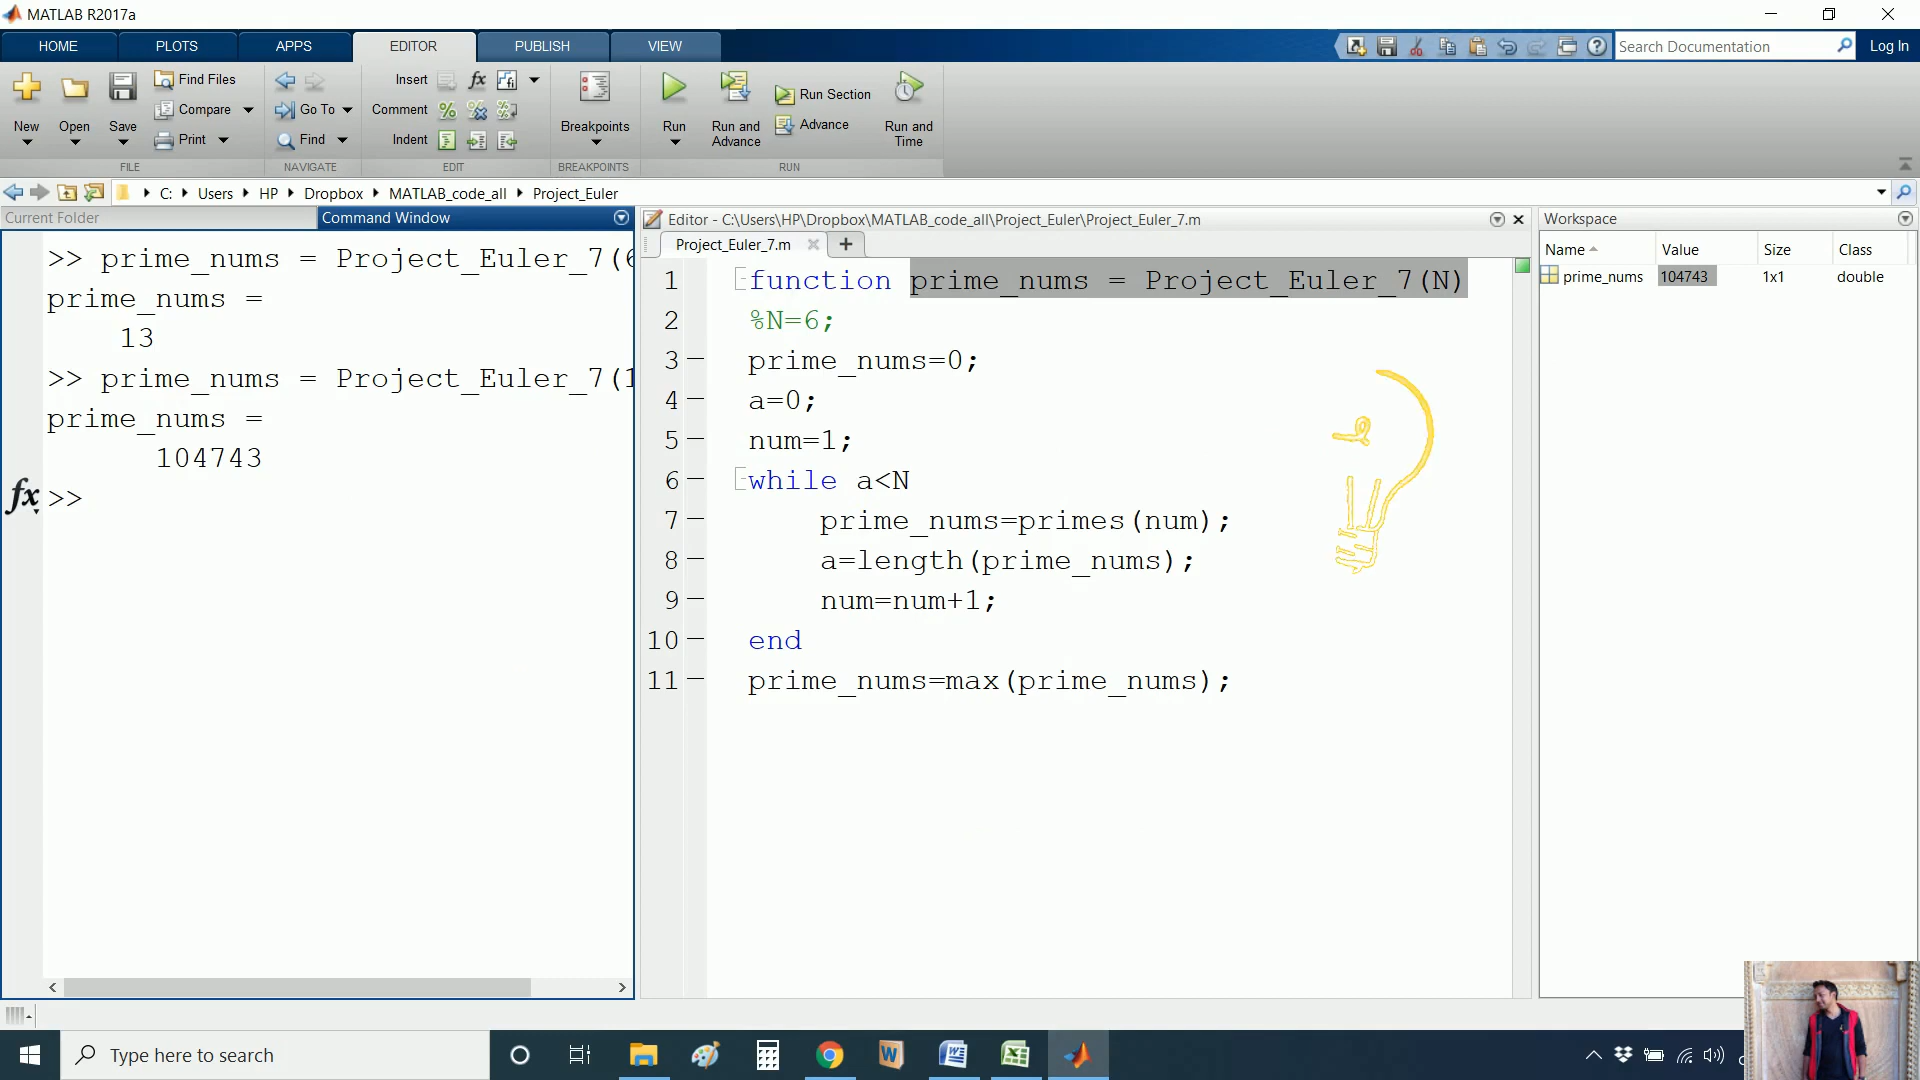 MATLAB R2017a
HOME PLOTS APPS EDITOR PUBLISH VIEW Search Documentation Log In
New Open Save Find Files Compare Print
FILE
Go To Find
NAVIGATE
Insert fx
Comment %
Indent
EDIT
Breakpoints
BREAKPOINTS
Run Run and Advance Run Section Advance Run and Time
RUN
C: Users HP Dropbox MATLAB_code_all Project_Euler
Current Folder Command Window
>> prime_nums = Project_Euler_7(6
prime_nums =
13
>> prime_nums = Project_Euler_7(1
prime_nums =
104743
fx >>
Editor - C:\Users\HP\Dropbox\MATLAB_code_all\Project_Euler\Project_Euler_7.m
Project_Euler_7.m
1 function prime_nums = Project_Euler_7(N)
2 %N=6;
3 prime_nums=0;
4 a=0;
5 num=1;
6 while a<N
7 prime_nums=primes(num);
8 a=length(prime_nums);
9 num=num+1;
10 end
11 prime_nums=max(prime_nums);
Workspace
Name Value Size Class
prime_nums 104743 1x1 double
Type here to search